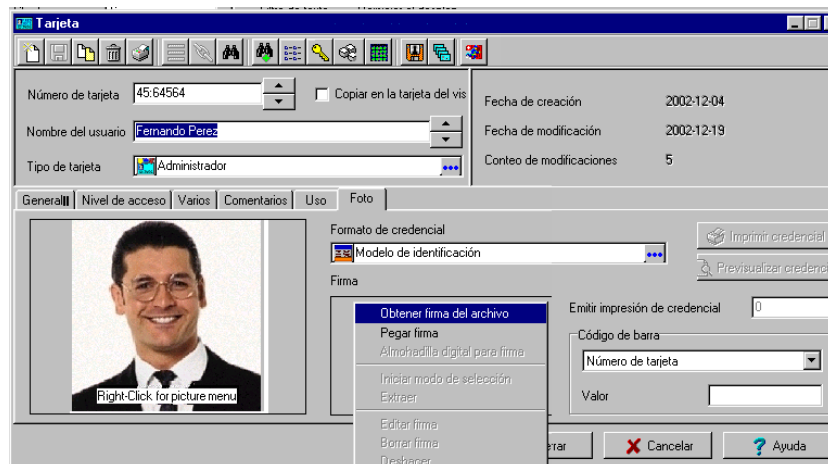 Tarjeta
Número de tarjeta
45:64564
Copiar en la tarjeta del vis
Nombre del usuario
Fernando Perez
Tipo de tarjeta
Administrador
Fecha de creación
2002-12-04
Fecha de modificación
2002-12-19
Conteo de modificaciones
5
General
Nivel de acceso
Varios
Comentarios
Uso
Foto
Formato de credencial
Modelo de identificación
Imprimir credencial
Previsualizar credenci
Firma
Obtener firma del archivo
Pegar firma
Almohadilla digital para firma
Iniciar modo de selección
Extraer
Editar firma
Borrar firma
Deshacer
Emitir impresión de credencial
0
Código de barra
Número de tarjeta
Valor
Right-Click for picture menu
rrar
Cancelar
Ayuda